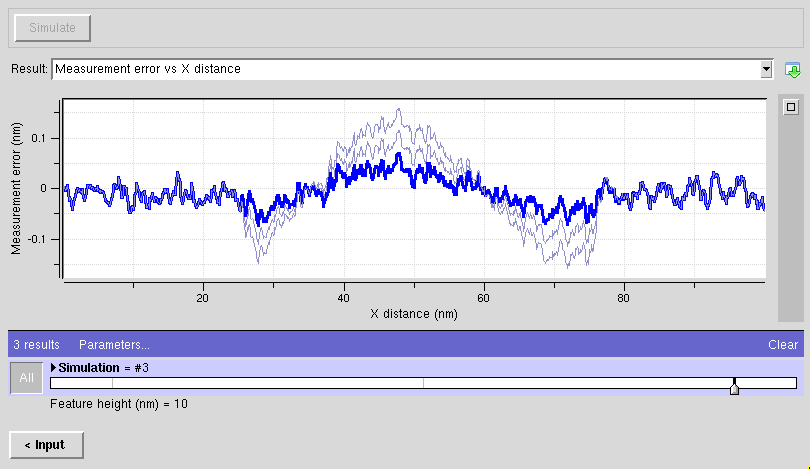 Simulate
Result: Measurement error vs X distance
Measurement error (nm)
0.1
0
-0.1
20 40 60 80
X distance (nm)
3 results Parameters... Clear
All
Simulation = #3
Feature height (nm) = 10
< Input